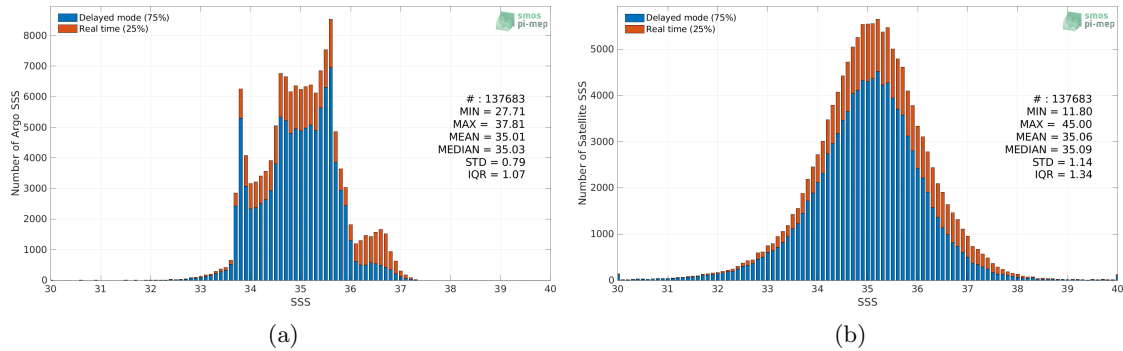 Delayed mode (75%)
Real time (25%)
smos
pi-mep
# : 137683
MIN = 27.71
MAX = 37.81
MEAN = 35.01
MEDIAN = 35.03
STD = 0.79
IQR = 1.07
Number of Argo SSS
8000
7000
6000
5000
4000
3000
2000
1000
0
30 31 32 33 34 35 36 37 38 39 40
SSS
(a)
Delayed mode (75%)
Real time (25%)
smos
pi-mep
# : 137683
MIN = 11.80
MAX = 45.00
MEAN = 35.06
MEDIAN = 35.09
STD = 1.14
IQR = 1.34
Number of Satellite SSS
5000
4000
3000
2000
1000
0
30 31 32 33 34 35 36 37 38 39 40
SSS
(b)